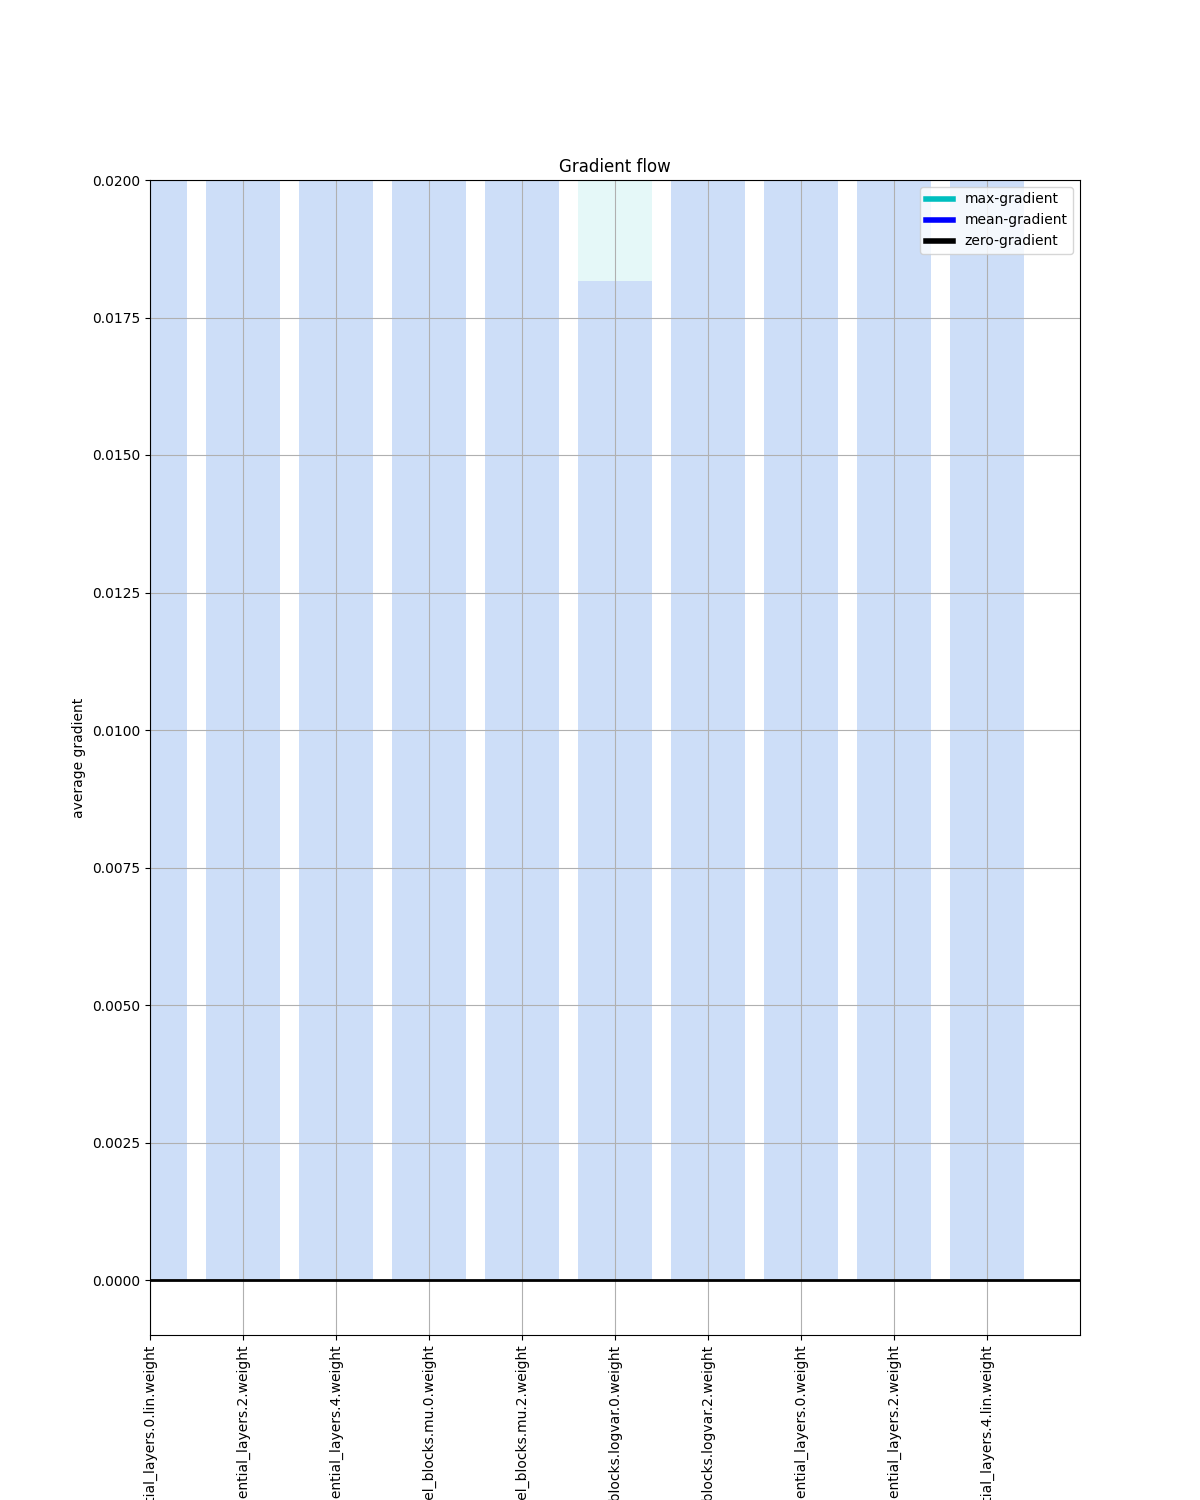 Gradient flow
0.0200
0.0175
0.0150
0.0125
0.0100
0.0075
0.0050
0.0025
0.0000
average gradient
max-gradient
mean-gradient
zero-gradient
tial_layers.0.lin.weight
ential_layers.2.weight
ential_layers.4.weight
el_blocks.mu.0.weight
el_blocks.mu.2.weight
blocks.logvar.0.weight
blocks.logvar.2.weight
ential_layers.0.weight
ential_layers.2.weight
tial_layers.4.lin.weight